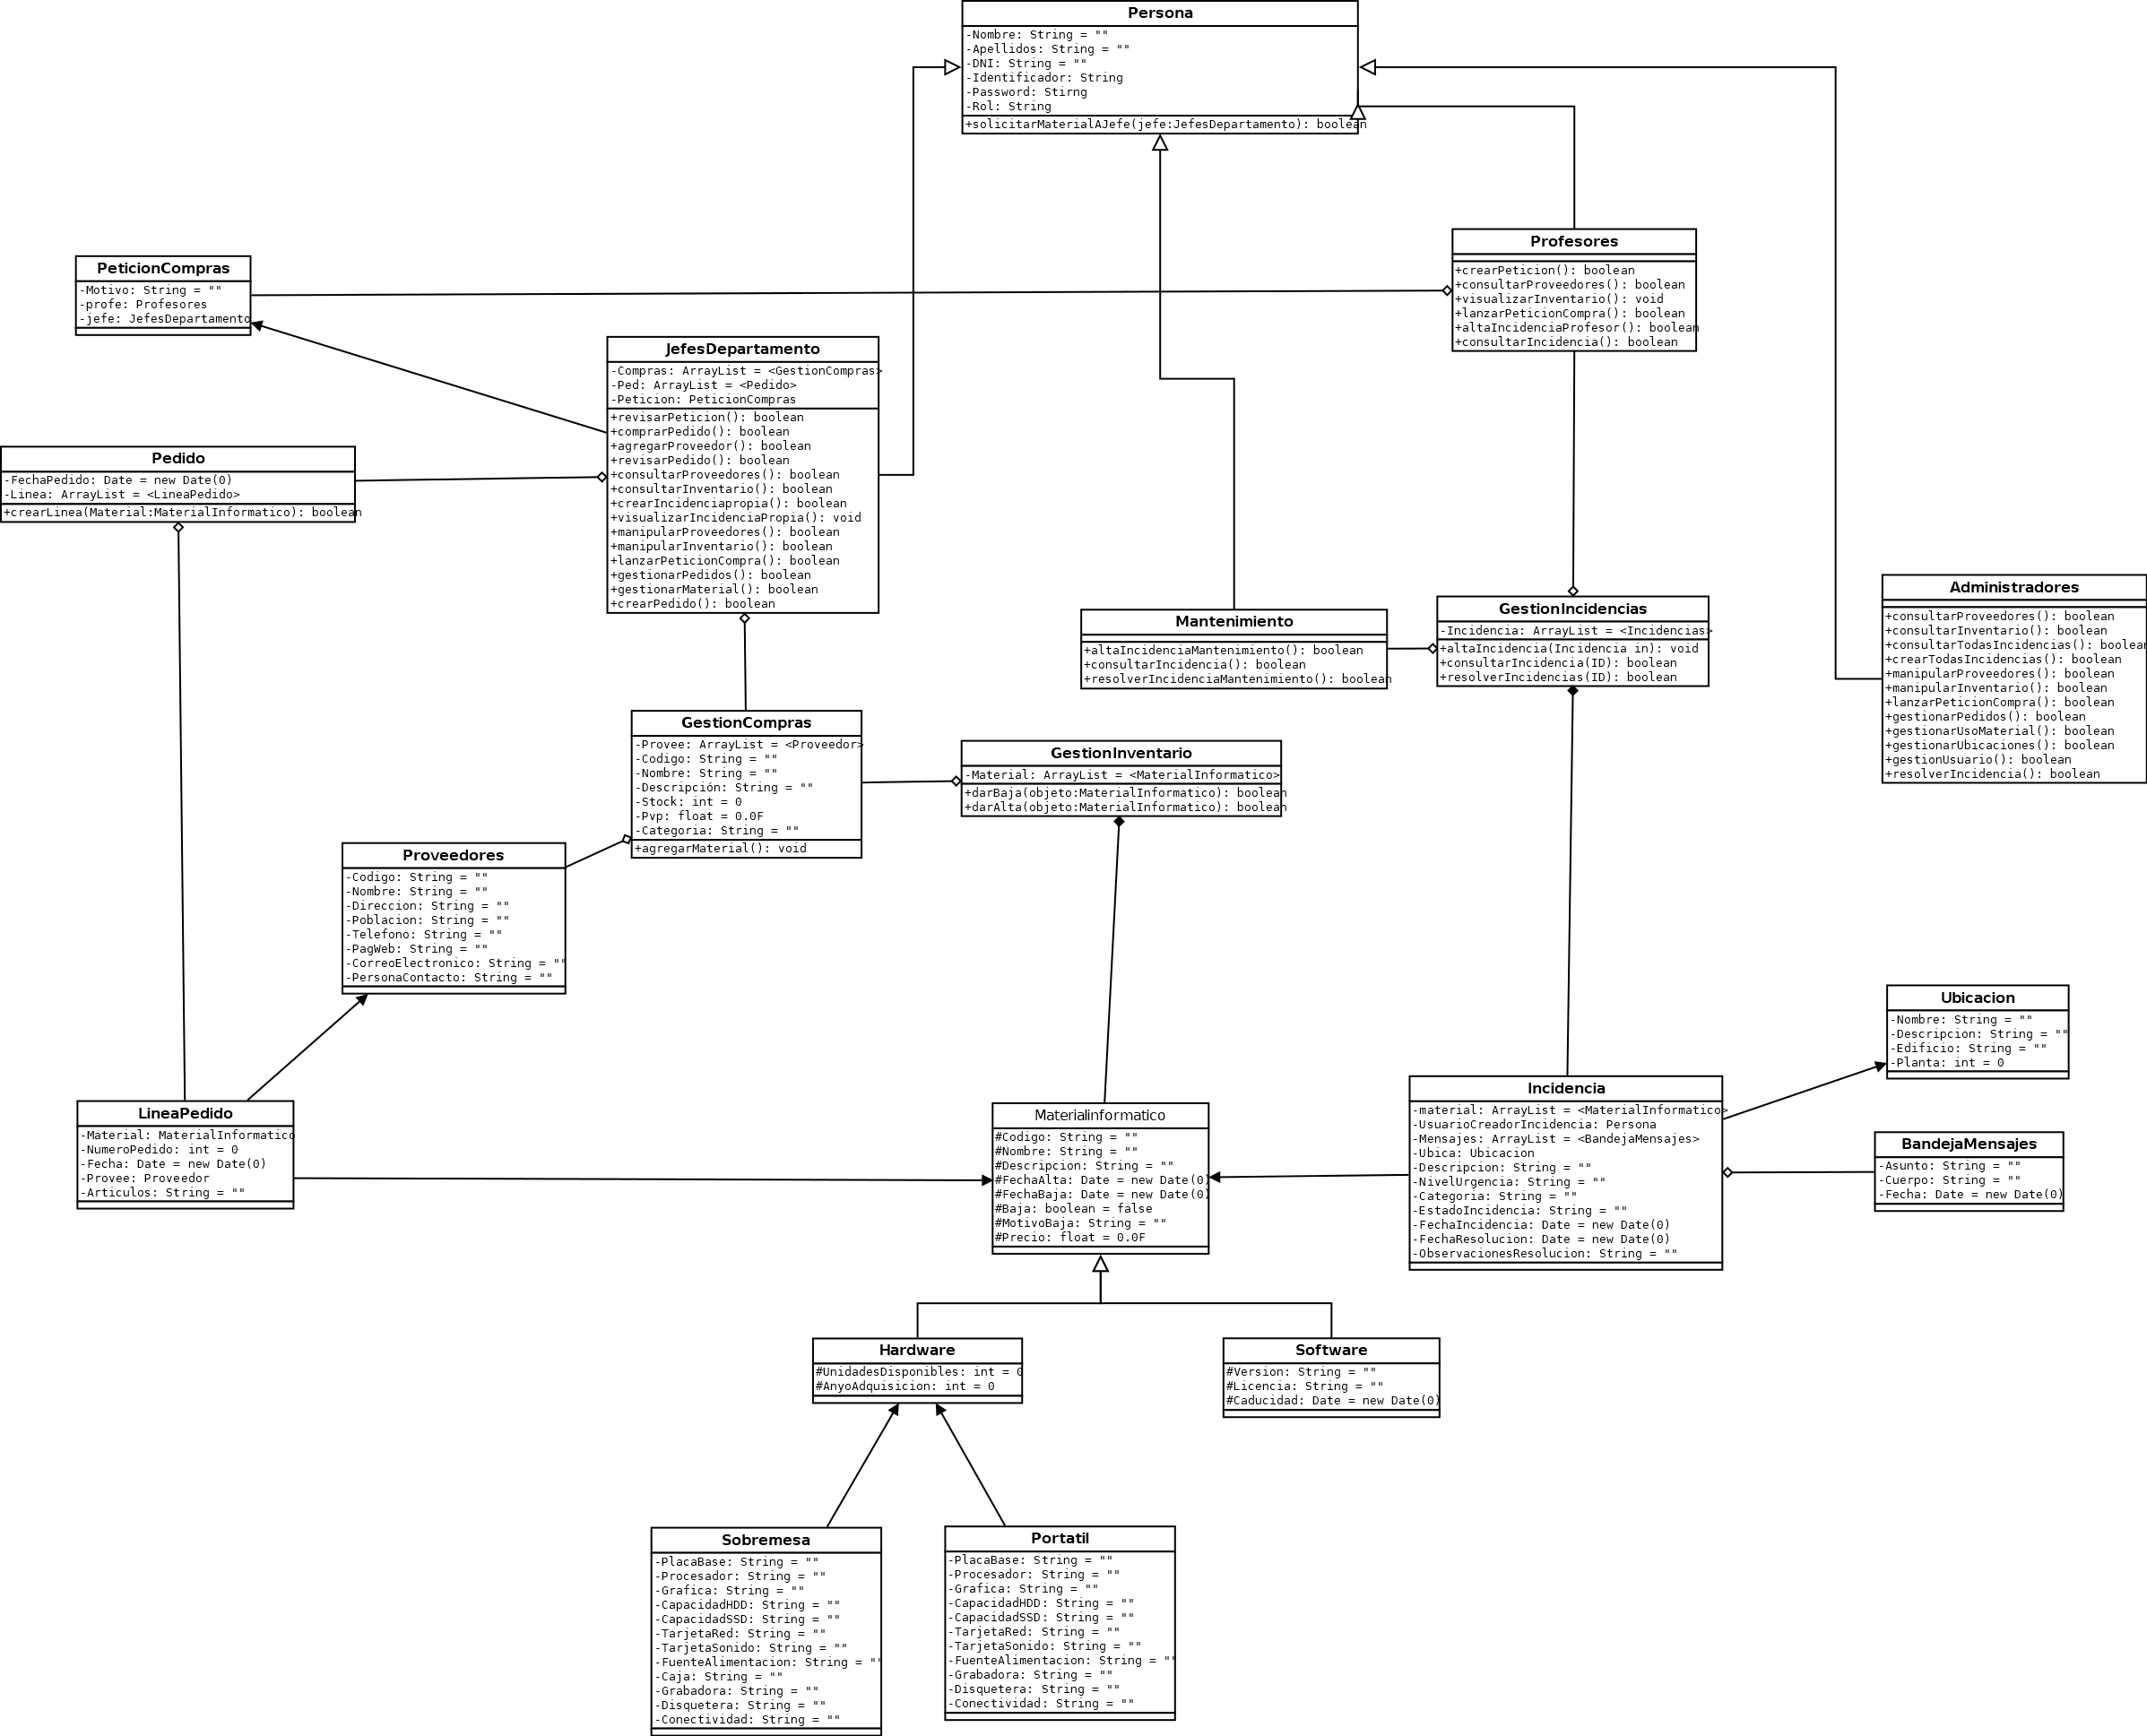 Persona
-Nombre: String = ""
-Apellidos: String = ""
-DNI: String = ""
-Identificador: String
-Password: Stirng
-Rol: String
+solicitarMaterialAJefe(jefe:JefesDepartamento): boolean
Profesores
+crearPeticion(): boolean
+consultarProveedores(): boolean
+visualizarInventario(): void
+lanzarPeticionCompra(): boolean
+altaIncidenciaProfesor(): boolean
+consultarIncidencia(): boolean
PeticionCompras
-Motivo: String = ""
-profe: Profesores
-jefe: JefesDepartamento
JefesDepartamento
-Compras: ArrayList = <GestionCompras>
-Ped: ArrayList = <Pedido>
-Peticion: PeticionCompras
+revisarPeticion(): boolean
+comprarPedido(): boolean
+agregarProveedor(): boolean
+revisarPedido(): boolean
+consultarProveedores(): boolean
+consultarInventario(): boolean
+crearIncidenciapropia(): boolean
+visualizarIncidenciaPropia(): void
+manipularProveedores(): boolean
+manipularInventario(): boolean
+lanzarPeticionCompra(): boolean
+gestionarPedidos(): boolean
+gestionarMaterial(): boolean
+crearPedido(): boolean
Pedido
-FechaPedido: Date = new Date(0)
-Linea: ArrayList = <LineaPedido>
+crearLinea(Material:MaterialInformatico): boolean
Administradores
+consultarProveedores(): boolean
+consultarInventario(): boolean
+consultarTodasIncidencias(): boolean
+crearTodasIncidencias(): boolean
+manipularProveedores(): boolean
+manipularInventario(): boolean
+lanzarPeticionCompra(): boolean
+gestionarPedidos(): boolean
+gestionarUsoMaterial(): boolean
+gestionarUbicaciones(): boolean
+gestionUsuario(): boolean
+resolverIncidencia(): boolean
Mantenimiento
+altaIncidenciaMantenimiento(): boolean
+consultarIncidencia(): boolean
+resolverIncidenciaMantenimiento(): boolean
GestionIncidencias
-Incidencia: ArrayList = <Incidencias>
+altaIncidencia(Incidencia in): void
+consultarIncidencia(ID): boolean
+resolverIncidencias(ID): boolean
GestionCompras
-Provee: ArrayList = <Proveedor>
-Codigo: String = ""
-Nombre: String = ""
-Descripción: String = ""
-Stock: int = 0
-Pvp: float = 0.0F
-Categoria: String = ""
+agregarMaterial(): void
GestionInventario
-Material: ArrayList = <MaterialInformatico>
+darBaja(objeto:MaterialInformatico): boolean
+darAlta(objeto:MaterialInformatico): boolean
Proveedores
-Codigo: String = ""
-Nombre: String = ""
-Direccion: String = ""
-Poblacion: String = ""
-Telefono: String = ""
-PagWeb: String = ""
-CorreoElectronico: String = ""
-PersonaContacto: String = ""
Ubicacion
-Nombre: String = ""
-Descripcion: String = ""
-Edificio: String = ""
-Planta: int = 0
LineaPedido
-Material: MaterialInformatico
-NumeroPedido: int = 0
-Fecha: Date = new Date(0)
-Provee: Proveedor
-Articulos: String = ""
Materialinformatico
#Codigo: String = ""
#Nombre: String = ""
#Descripcion: String = ""
#FechaAlta: Date = new Date(0)
#FechaBaja: Date = new Date(0)
#Baja: boolean = false
#MotivoBaja: String = ""
#Precio: float = 0.0F
Incidencia
-material: ArrayList = <MaterialInformatico>
-UsuarioCreadorIncidencia: Persona
-Mensajes: ArrayList = <BandejaMensajes>
-Ubica: Ubicacion
-Descripcion: String = ""
-NivelUrgencia: String = ""
-Categoria: String = ""
-EstadoIncidencia: String = ""
-FechaIncidencia: Date = new Date(0)
-FechaResolucion: Date = new Date(0)
-ObservacionesResolucion: String = ""
BandejaMensajes
-Asunto: String = ""
-Cuerpo: String = ""
-Fecha: Date = new Date(0)
Hardware
#UnidadesDisponibles: int = 0
#AnyoAdquisicion: int = 0
Software
#Version: String = ""
#Licencia: String = ""
#Caducidad: Date = new Date(0)
Sobremesa
-PlacaBase: String = ""
-Procesador: String = ""
-Grafica: String = ""
-CapacidadHDD: String = ""
-CapacidadSSD: String = ""
-TarjetaRed: String = ""
-TarjetaSonido: String = ""
-FuenteAlimentacion: String = ""
-Caja: String = ""
-Grabadora: String = ""
-Disquetera: String = ""
-Conectividad: String = ""
Portatil
-PlacaBase: String = ""
-Procesador: String = ""
-Grafica: String = ""
-CapacidadHDD: String = ""
-CapacidadSSD: String = ""
-TarjetaRed: String = ""
-TarjetaSonido: String = ""
-FuenteAlimentacion: String = ""
-Grabadora: String = ""
-Disquetera: String = ""
-Conectividad: String = ""